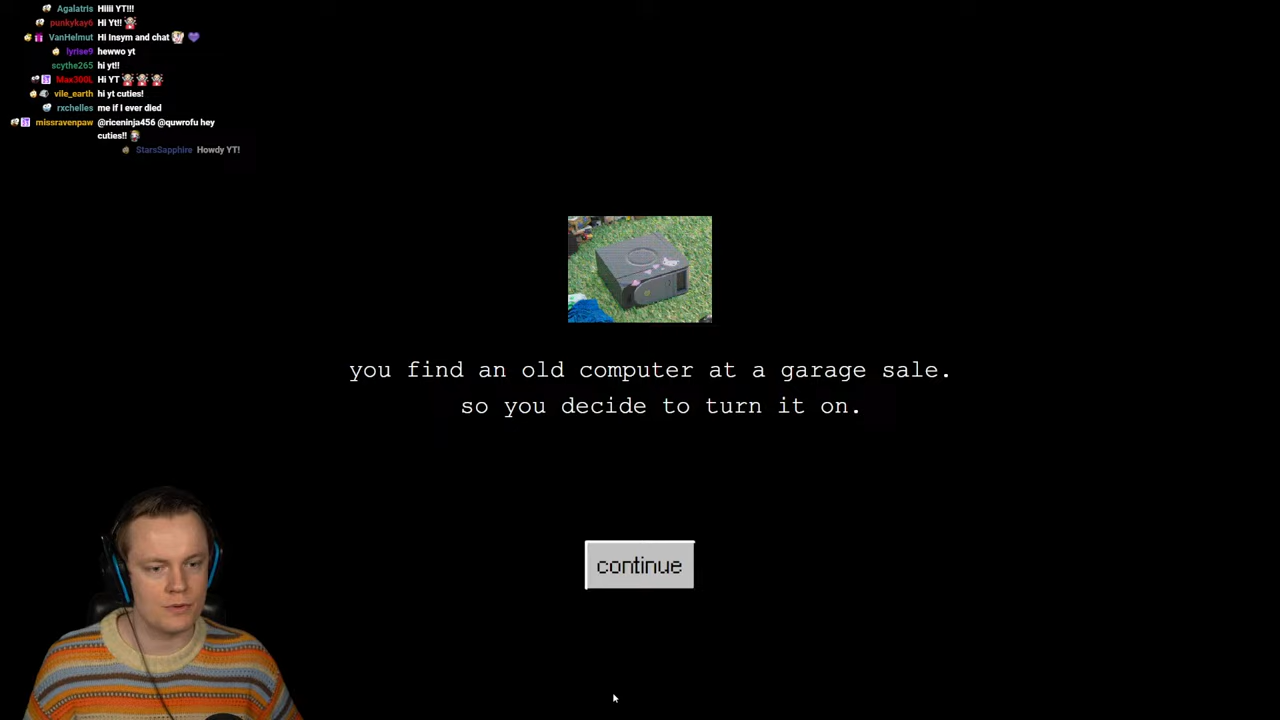 Agalatris Hiiii YT!!!
punkykay6 Hi Yt!!
VanHelmut Hi Insym and chat
lyrise9 hewwo yt
scythe265 hi yt!!
Max300L Hi YT
vile_earth hi yt cuties!
rxchelles me if I ever died
missravenpaw @riceninja456 @quwrofu hey
cuties!!
StarsSapphire Howdy YT!
you find an old computer at a garage sale.
so you decide to turn it on.
continue